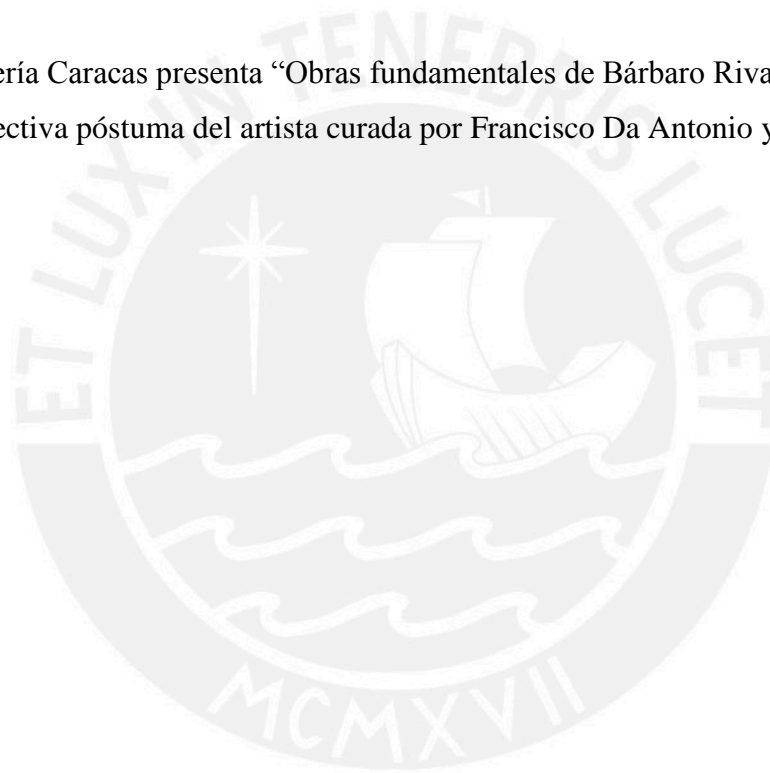 ería Caracas presenta “Obras fundamentales de Bárbaro Riva
ectiva póstuma del artista curada por Francisco Da Antonio y
ET LUX IN TENEBRIS LUCET
MCMXVII